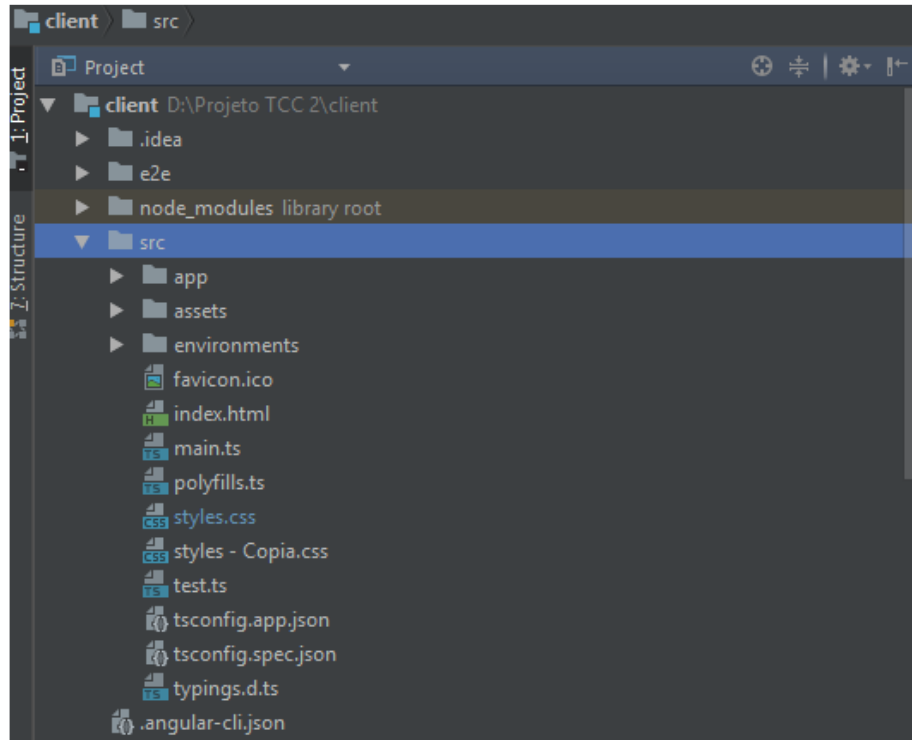 client src
Project
1: Project
7: Structure
client D:\Projeto TCC 2\client
.idea
e2e
node_modules library root
src
app
assets
environments
favicon.ico
index.html
main.ts
polyfills.ts
styles.css
styles - Copia.css
test.ts
tsconfig.app.json
tsconfig.spec.json
typings.d.ts
.angular-cli.json